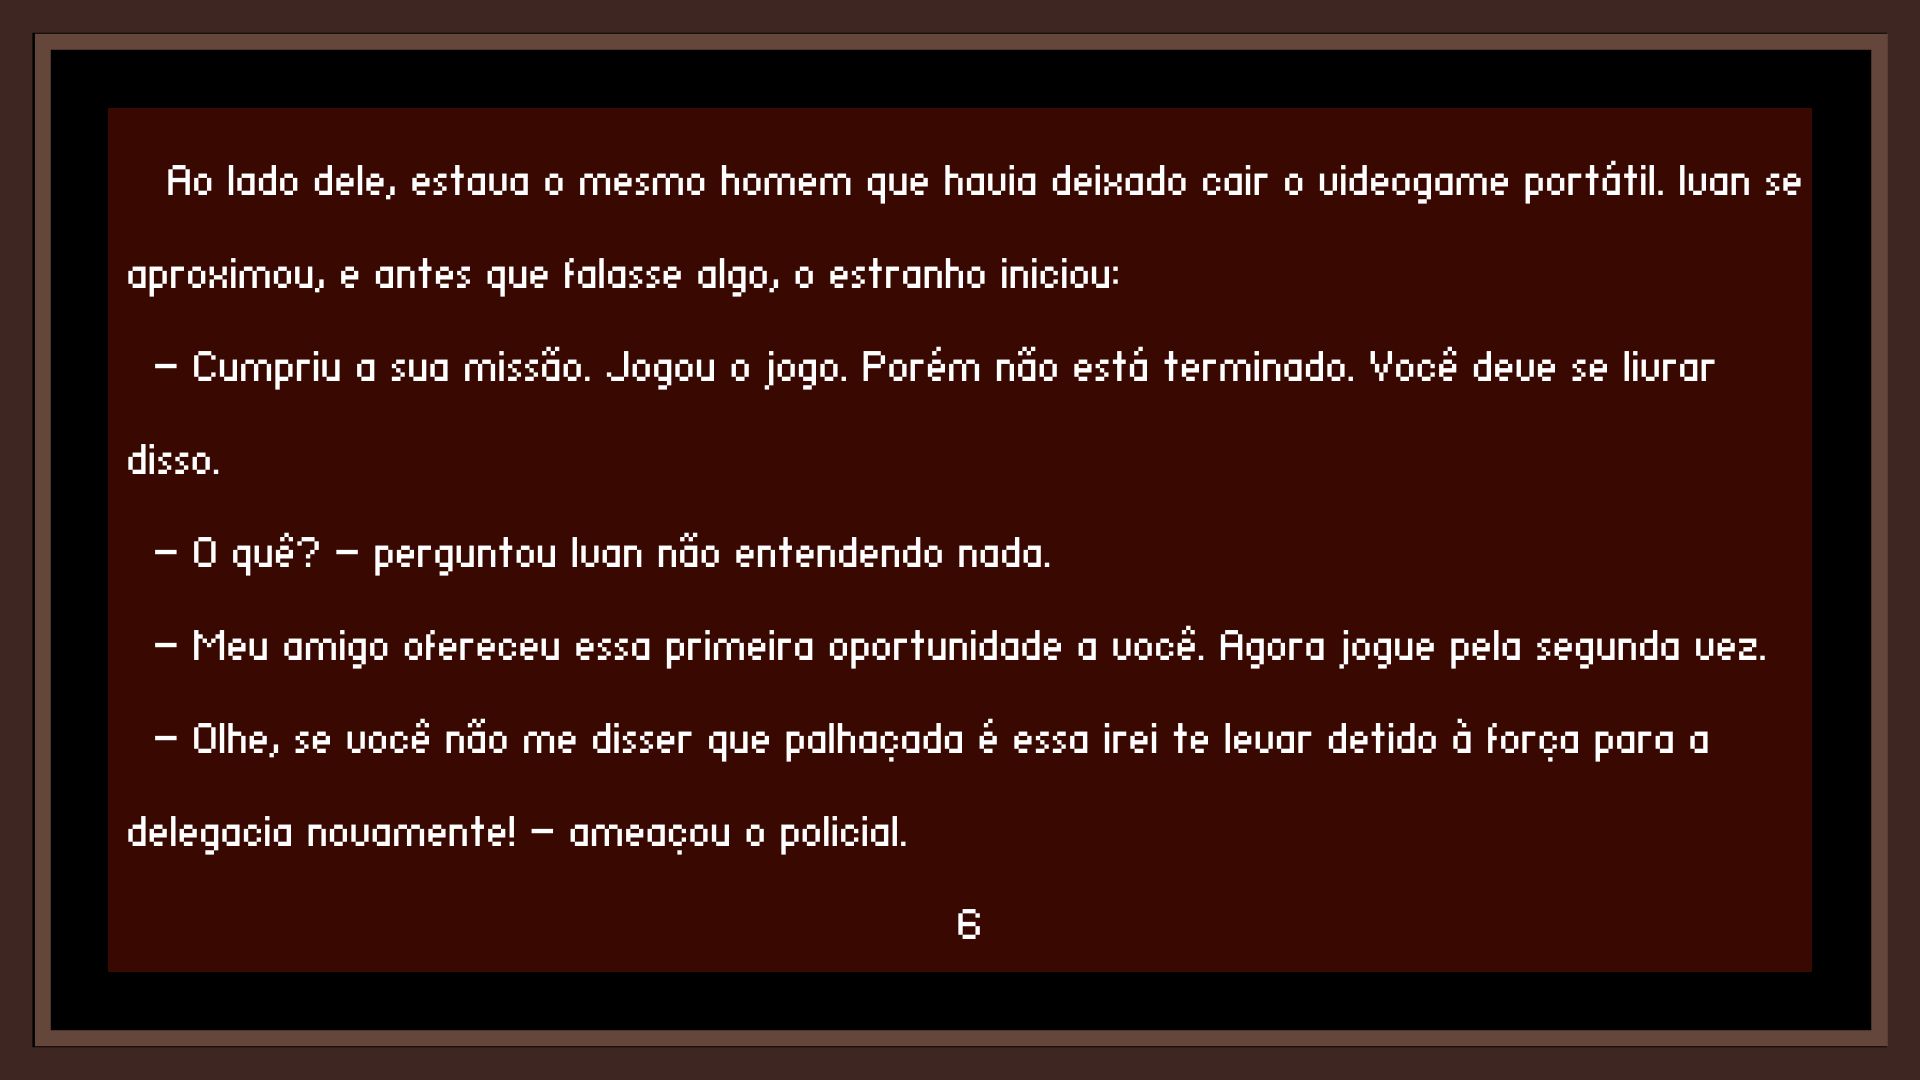 Ao lado dele, estava o mesmo homem que havia deixado cair o videogame portátil. Ivan se
aproximou, e antes que falasse algo, o estranho iniciou:
– Cumpriu a sua missão. Jogou o jogo. Porém não está terminado. Você deve se livrar
disso.
– O quê? – perguntou Ivan não entendendo nada.
– Meu amigo ofereceu essa primeira oportunidade a você. Agora jogue pela segunda vez.
– Olhe, se você não me disser que palhaçada é essa irei te levar detido à força para a
delegacia novamente! – ameaçou o policial.
6